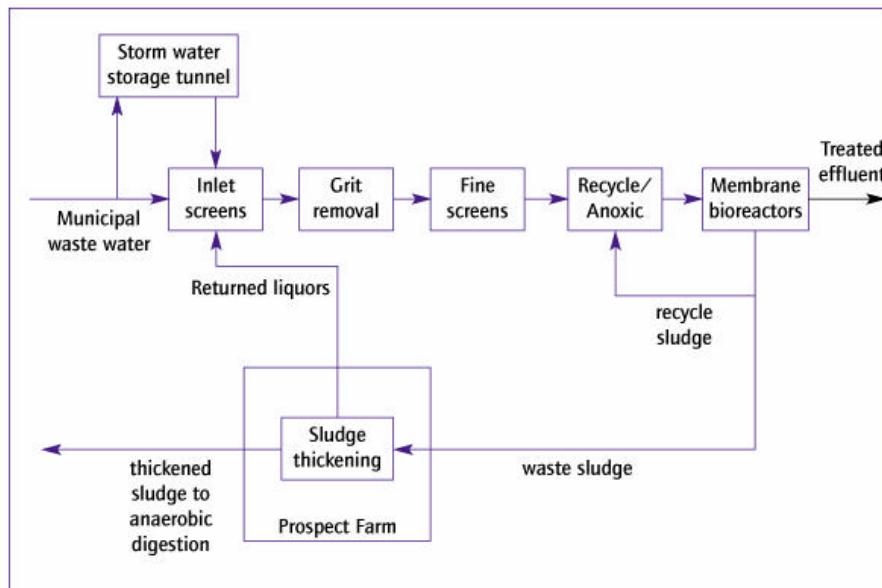 Storm water
storage tunnel
Treated
effluent
Inlet
screens
Grit
removal
Fine
screens
Recycle/
Anoxic
Membrane
bioreactors
Municipal
waste water
Returned liquors
recycle
sludge
Sludge
thickening
waste sludge
thickened
sludge to
anaerobic
digestion
Prospect Farm